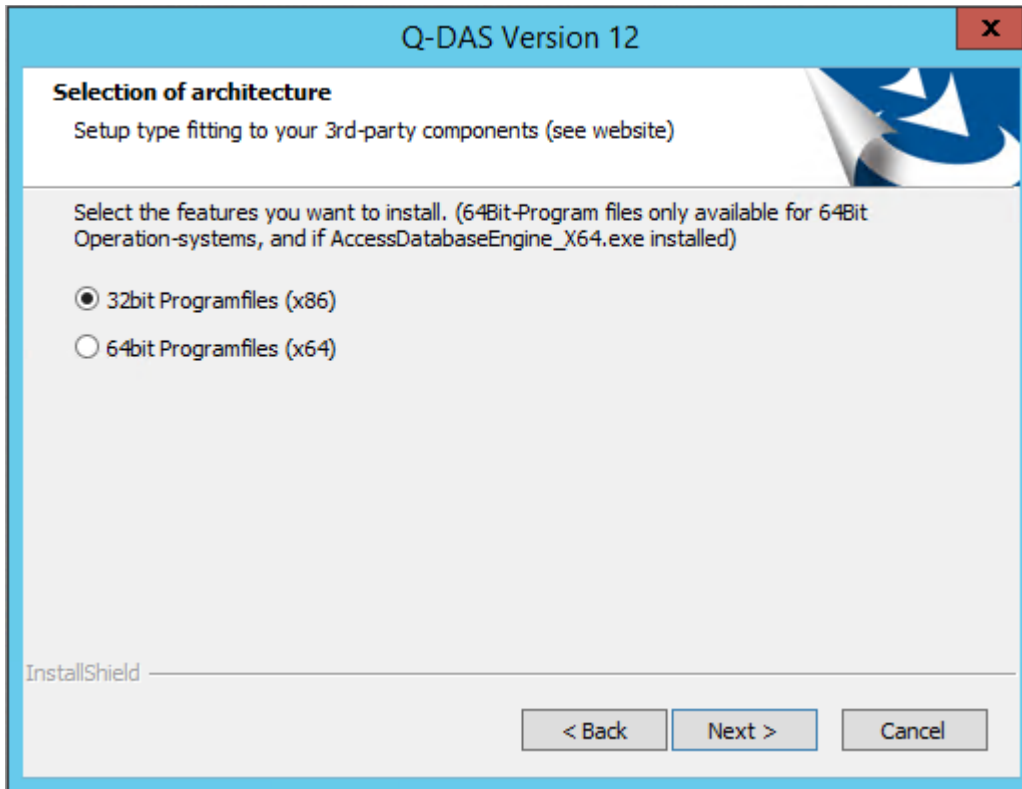 Q-DAS Version 12
x
Selection of architecture
Setup type fitting to your 3rd-party components (see website)
Select the features you want to install. (64Bit-Program files only available for 64Bit
Operation-systems, and if AccessDatabaseEngine_X64.exe installed)
32bit Programfiles (x86)
64bit Programfiles (x64)
InstallShield
< Back
Next >
Cancel